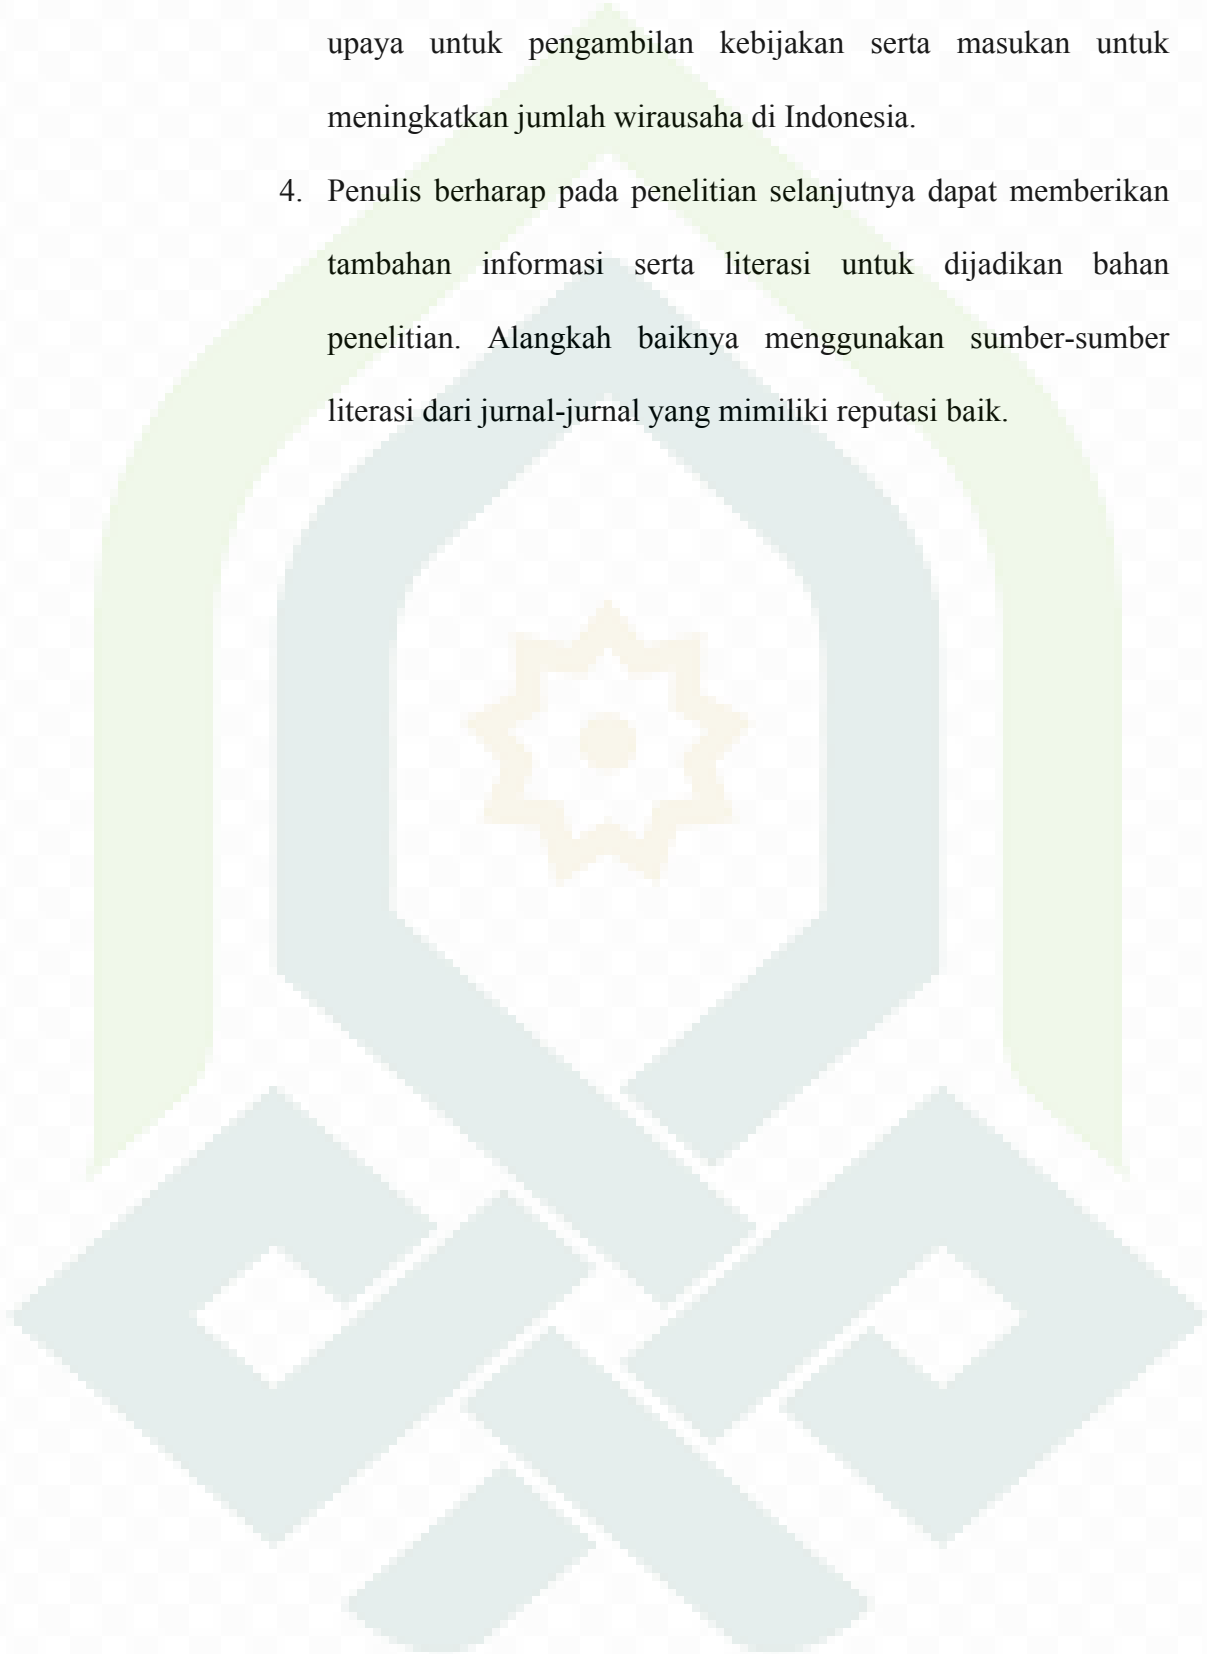 upaya untuk pengambilan kebijakan serta masukan untuk
meningkatkan jumlah wirausaha di Indonesia.
4. Penulis berharap pada penelitian selanjutnya dapat memberikan
tambahan informasi serta literasi untuk dijadikan bahan
penelitian. Alangkah baiknya menggunakan sumber-sumber
literasi dari jurnal-jurnal yang mimiliki reputasi baik.